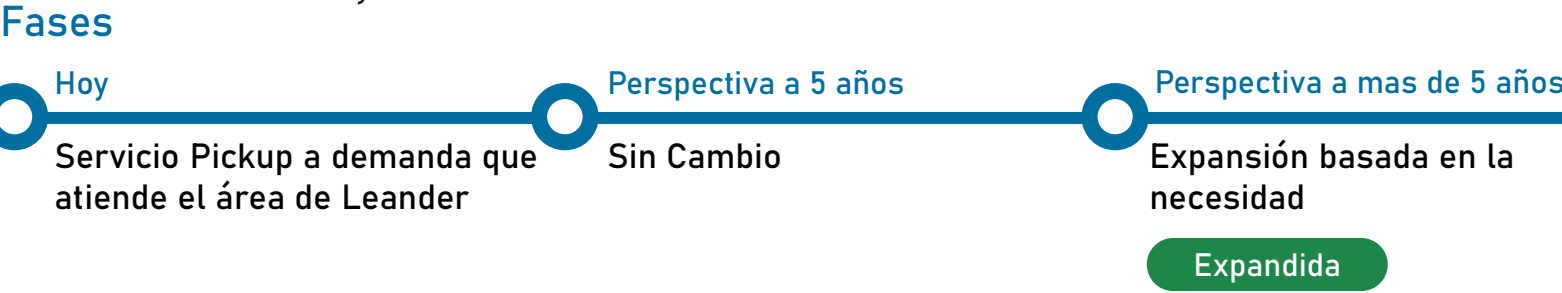 Fases
Hoy
Perspectiva a 5 años
Perspectiva a mas de 5 años
Servicio Pickup a demanda que
atiende el área de Leander
Sin Cambio
Expansión basada en la
necesidad
Expandida